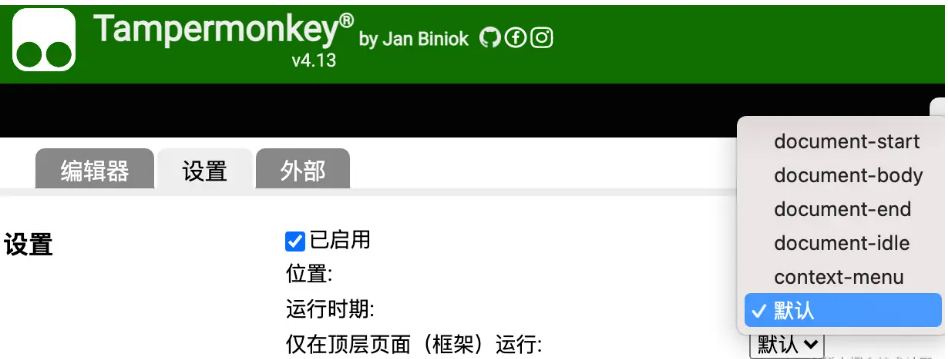 Tampermonkey® by Jan Biniok
v4.13
编辑器
设置
外部
设置
已启用
位置:
运行时期:
仅在顶层页面（框架）运行:
document-start
document-body
document-end
document-idle
context-menu
默认
默认